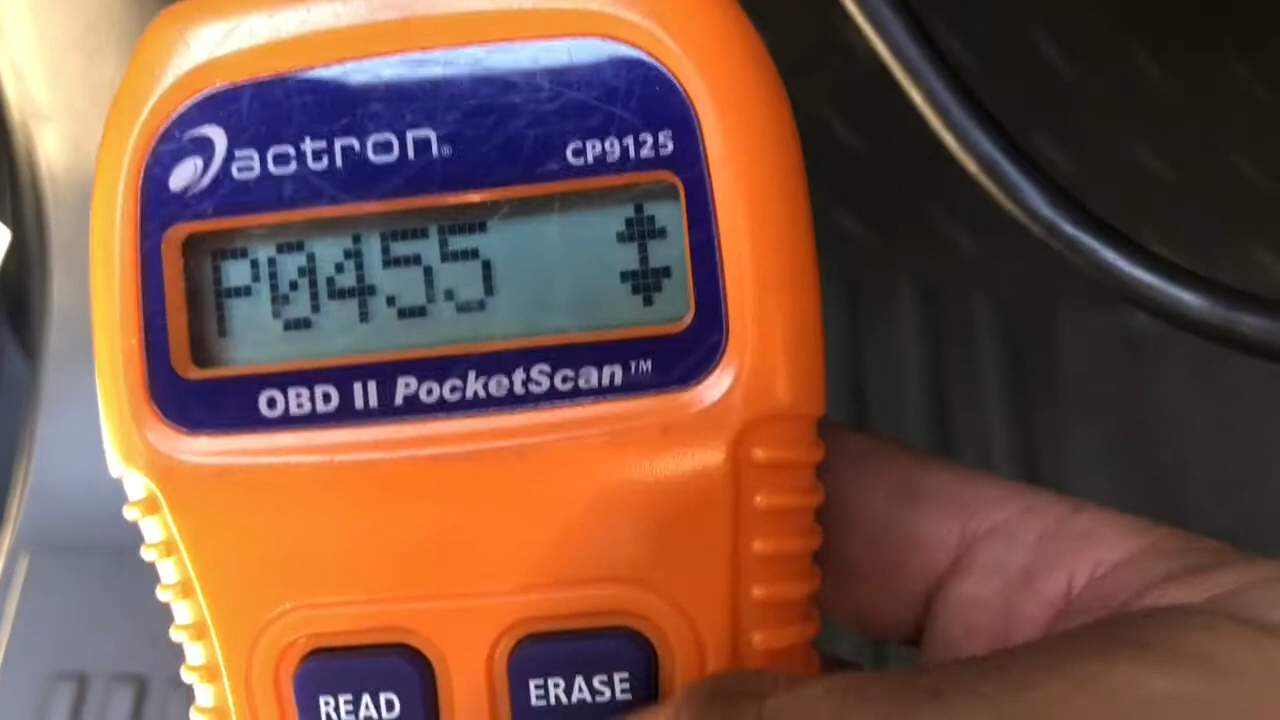 actron®
CP9125
P0455
OBD II PocketScan™
READ
ERASE